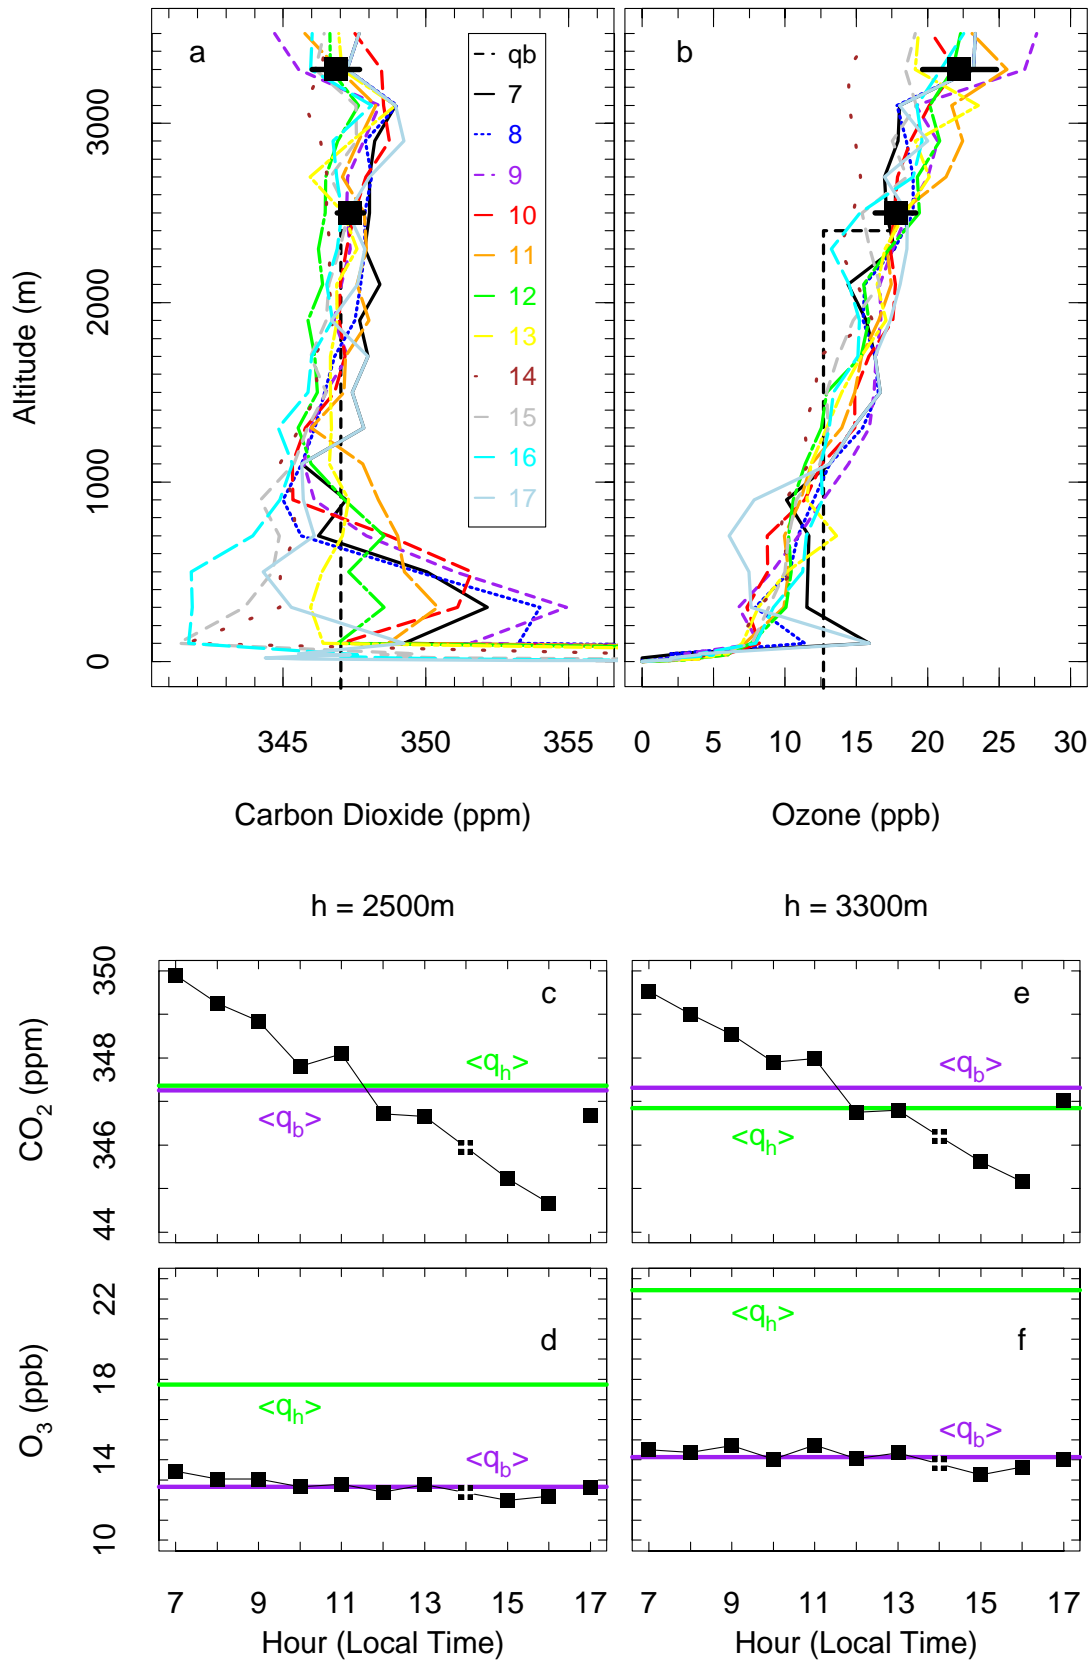 a
b
qb
7
8
9
10
11
12
13
14
15
16
17
Altitude (m)
3000
2000
1000
0
345 350 355
0 5 10 15 20 25 30
Carbon Dioxide (ppm)
Ozone (ppb)
h = 2500m
h = 3300m
CO2 (ppm)
350
348
346
44
c
<qh>
<qb>
e
<qb>
<qh>
O3 (ppb)
22
18
14
10
d
<qh>
<qb>
f
<qh>
<qb>
7 9 11 13 15 17
7 9 11 13 15 17
Hour (Local Time)
Hour (Local Time)